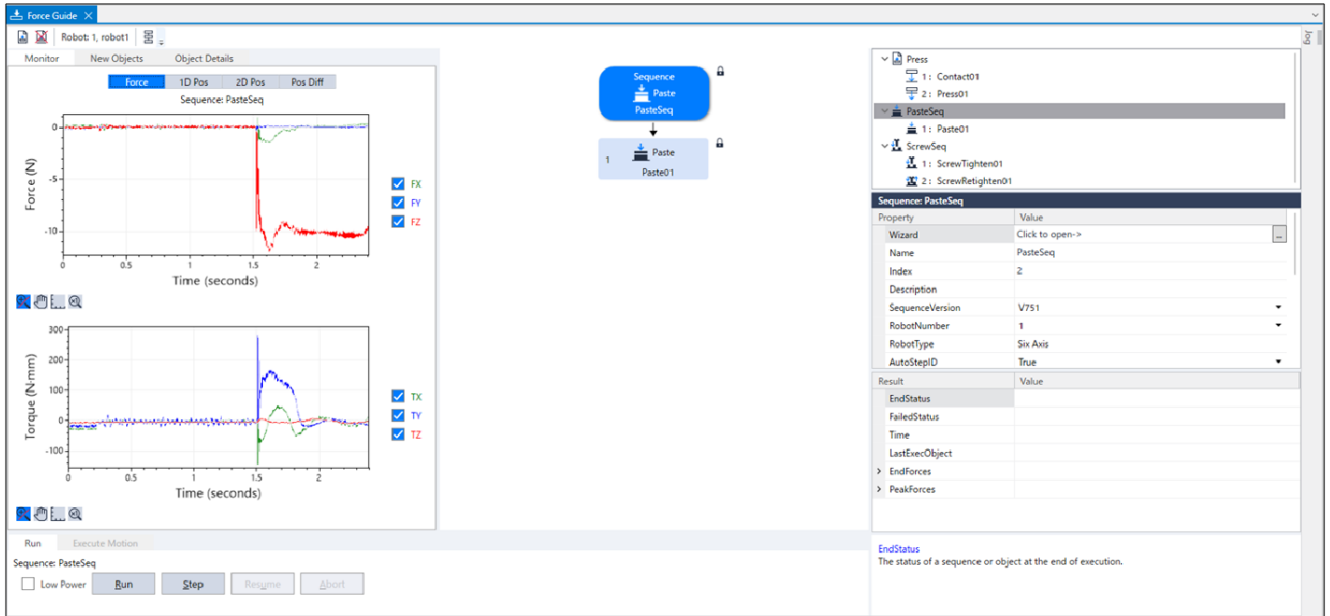 Force Guide
Robot: 1, robot1
Jog
Monitor New Objects Object Details
Force 1D Pos 2D Pos Pos Diff
Sequence: PasteSeq
0
-5
-10
Force (N)
0 0.5 1 1.5 2
Time (seconds)
FX
FY
FZ
300
200
100
0
-100
Torque (N·mm)
0 0.5 1 1.5 2
Time (seconds)
TX
TY
TZ
Sequence
Paste
PasteSeq
1
Paste
Paste01
Press
1 : Contact01
2 : Press01
PasteSeq
1 : Paste01
ScrewSeq
1 : ScrewTighten01
2 : ScrewRetighten01
Sequence: PasteSeq
Property Value
Wizard Click to open-> ...
Name PasteSeq
Index 2
Description
SequenceVersion V751
RobotNumber 1
RobotType Six Axis
AutoStepID True
Result Value
EndStatus
FailedStatus
Time
LastExecObject
EndForces
PeakForces
EndStatus
The status of a sequence or object at the end of execution.
Run Execute Motion
Sequence: PasteSeq
Low Power Run Step Resume Abort